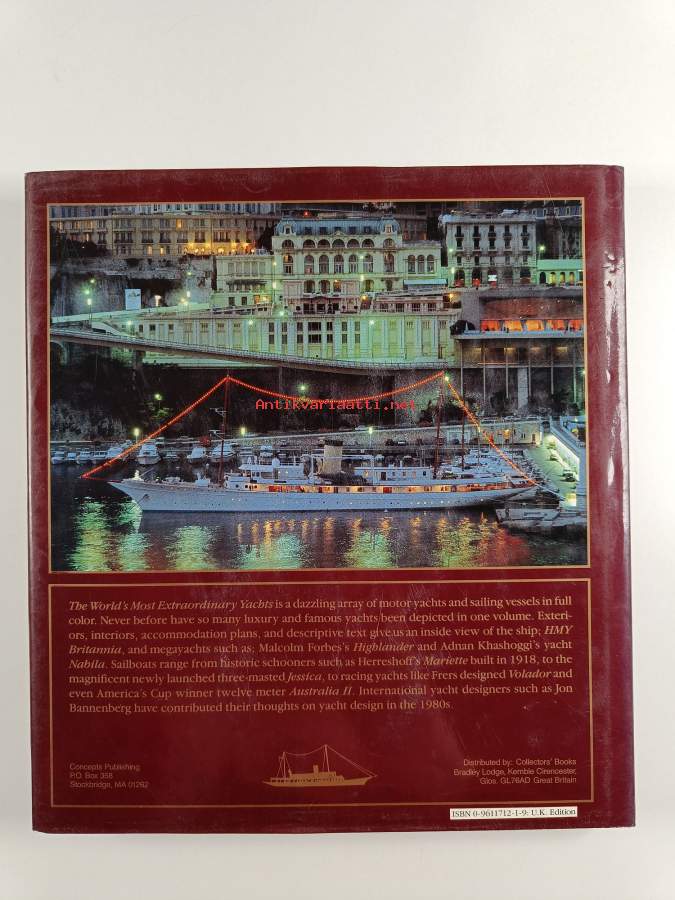 Antikvariaatti.net
The World's Most Extraordinary Yachts is a dazzling array of motor yachts and sailing vessels in full
color. Never before have so many luxury and famous yachts been depicted in one volume. Exteri-
ors, interiors, accommodation plans, and descriptive text give us an inside view of the ship; HMY
Britannia, and megayachts such as; Malcolm Forbes's Highlander and Adnan Khashoggi's yacht
Nabila. Sailboats range from historic schooners such as Herreshoff's Mariette built in 1918, to the
magnificent newly launched three-masted Jessica, to racing yachts like Frers designed Volador and
even America's Cup winner twelve meter Australia II. International yacht designers such as Jon
Bannenberg have contributed their thoughts on yacht design in the 1980s.
Concepts Publishing
P.O. Box 358
Stockbridge, MA 01262
Distributed by: Collectors' Books
Bradley Lodge, Kemble Cirencester,
Glos. GL76AD Great Britain
ISBN 0-9611712-1-9: U.K. Edition